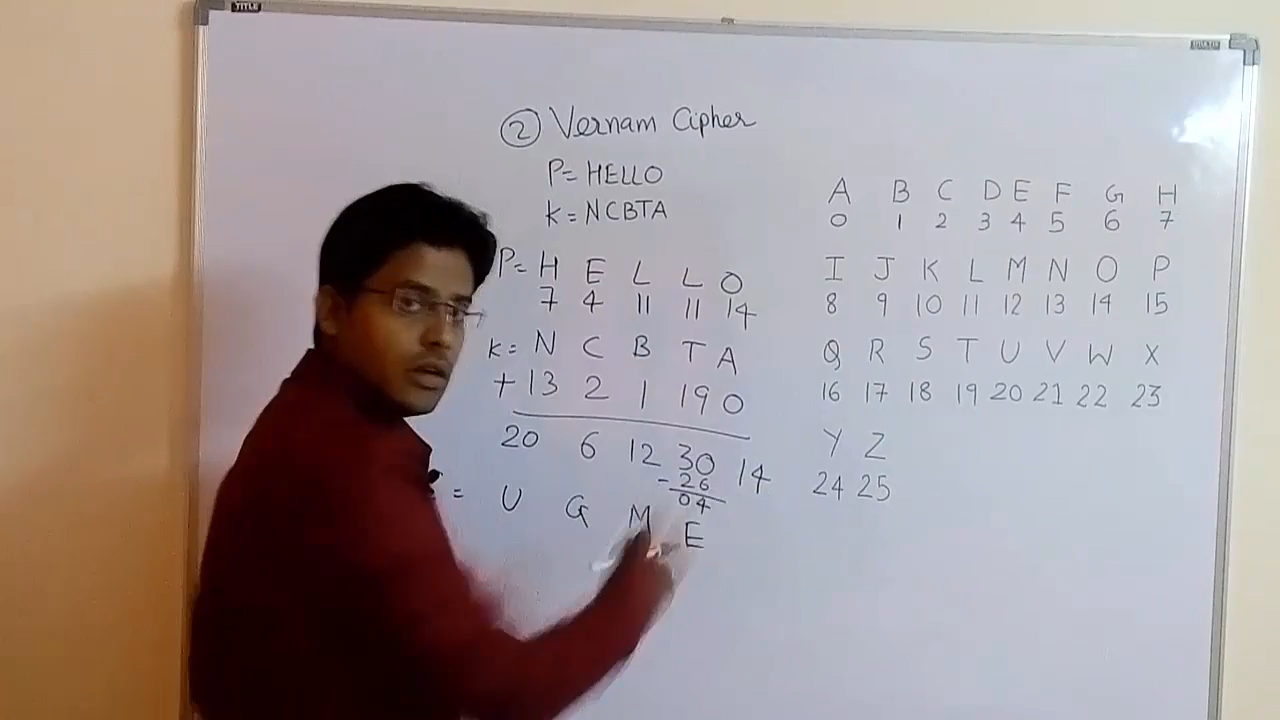 ② Vernam Cipher
P= HELLO
K = NCBTA
P= H E L L O
7 4 11 11 14
K= N C B T A
+ 13 2 1 19 0
20 6 12 30 14
- 26
04
= U G M E
A B C D E F G H
0 1 2 3 4 5 6 7
I J K L M N O P
8 9 10 11 12 13 14 15
Q R S T U V W X
16 17 18 19 20 21 22 23
Y Z
24 25